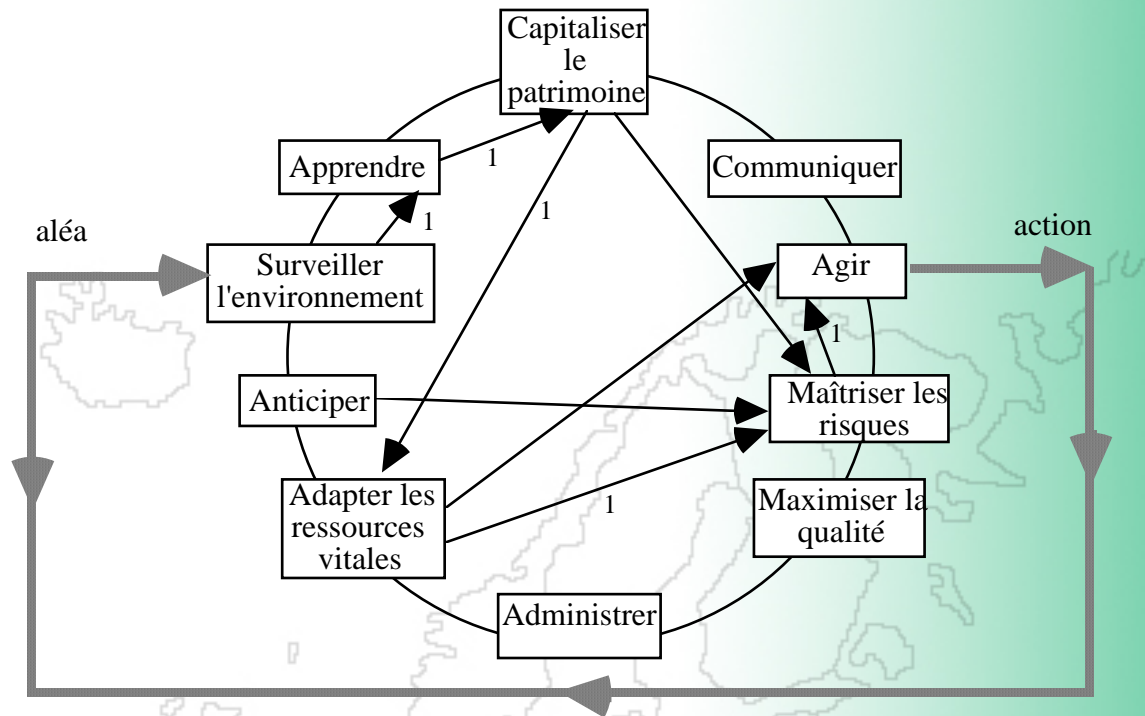 Capitaliser
le
patrimoine
Apprendre
1
Communiquer
1
1
aléa
action
Surveiller
l'environnement
Agir
1
Anticiper
Maîtriser les
risques
Adapter les
ressources
vitales
1
Maximiser la
qualité
Administrer